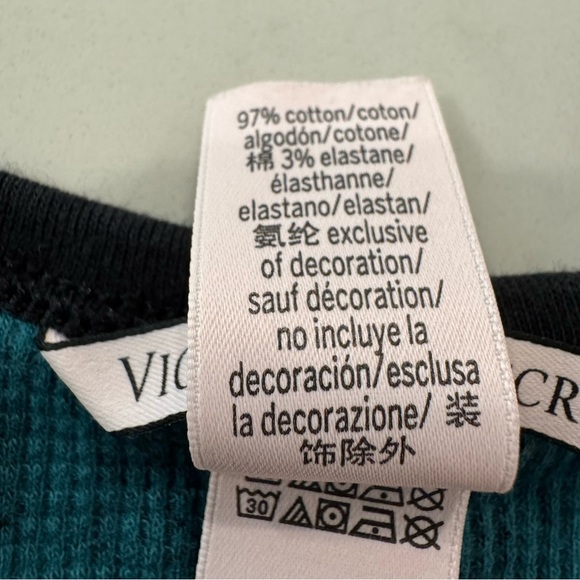 97% cotton/coton/
algodón/cotone/
棉 3% elastane/
élasthanne/
elastano/elastan/
氨纶 exclusive
of decoration/
sauf décoration/
no incluye la
decoración/esclusa
la decorazione/ 装
饰除外
VIC
CR
30